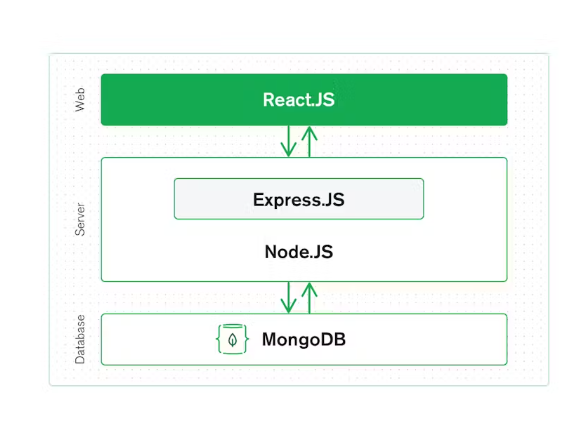 Web
React.JS
Server
Express.JS
Node.JS
Database
MongoDB